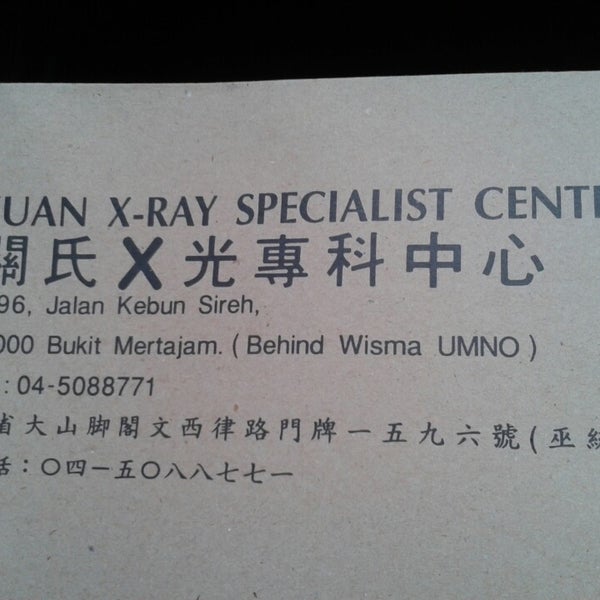 UAN X-RAY SPECIALIST CENT
關氏X光專科中心
96, Jalan Kebun Sireh,
000 Bukit Mertajam. ( Behind Wisma UMNO )
: 04-5088771
省大山脚閣文西律路門牌一五九六號(巫統
話：〇四一五〇八八七七一